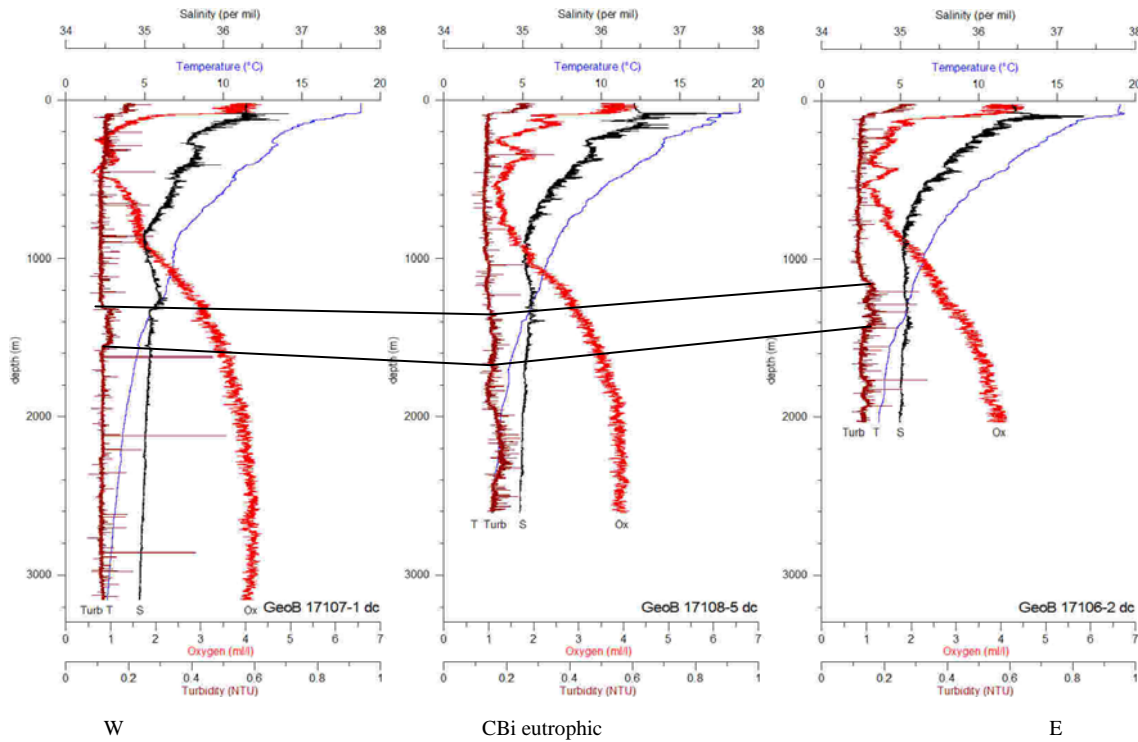 Salinity (per mil) Salinity (per mil) Salinity (per mil)
34 35 36 37 38 34 35 36 37 38 34 35 36 37 38
Temperature (°C) Temperature (°C) Temperature (°C)
0 5 10 15 20 0 5 10 15 20 0 5 10 15 20
0 0 0
1000 1000 1000
depth (m) depth (m) depth (m)
2000 2000 2000
Turb T S Ox
T Turb S Ox
3000 3000 3000
Turb T S Ox GeoB 17107-1 dc GeoB 17108-5 dc GeoB 17106-2 dc
0 1 2 3 4 5 6 7 0 1 2 3 4 5 6 7 0 1 2 3 4 5 6 7
Oxygen (ml/l) Oxygen (ml/l) Oxygen (ml/l)
0 0.2 0.4 0.6 0.8 1 0 0.2 0.4 0.6 0.8 1 0 0.2 0.4 0.6 0.8 1
Turbidity (NTU) Turbidity (NTU) Turbidity (NTU)
W CBi eutrophic E